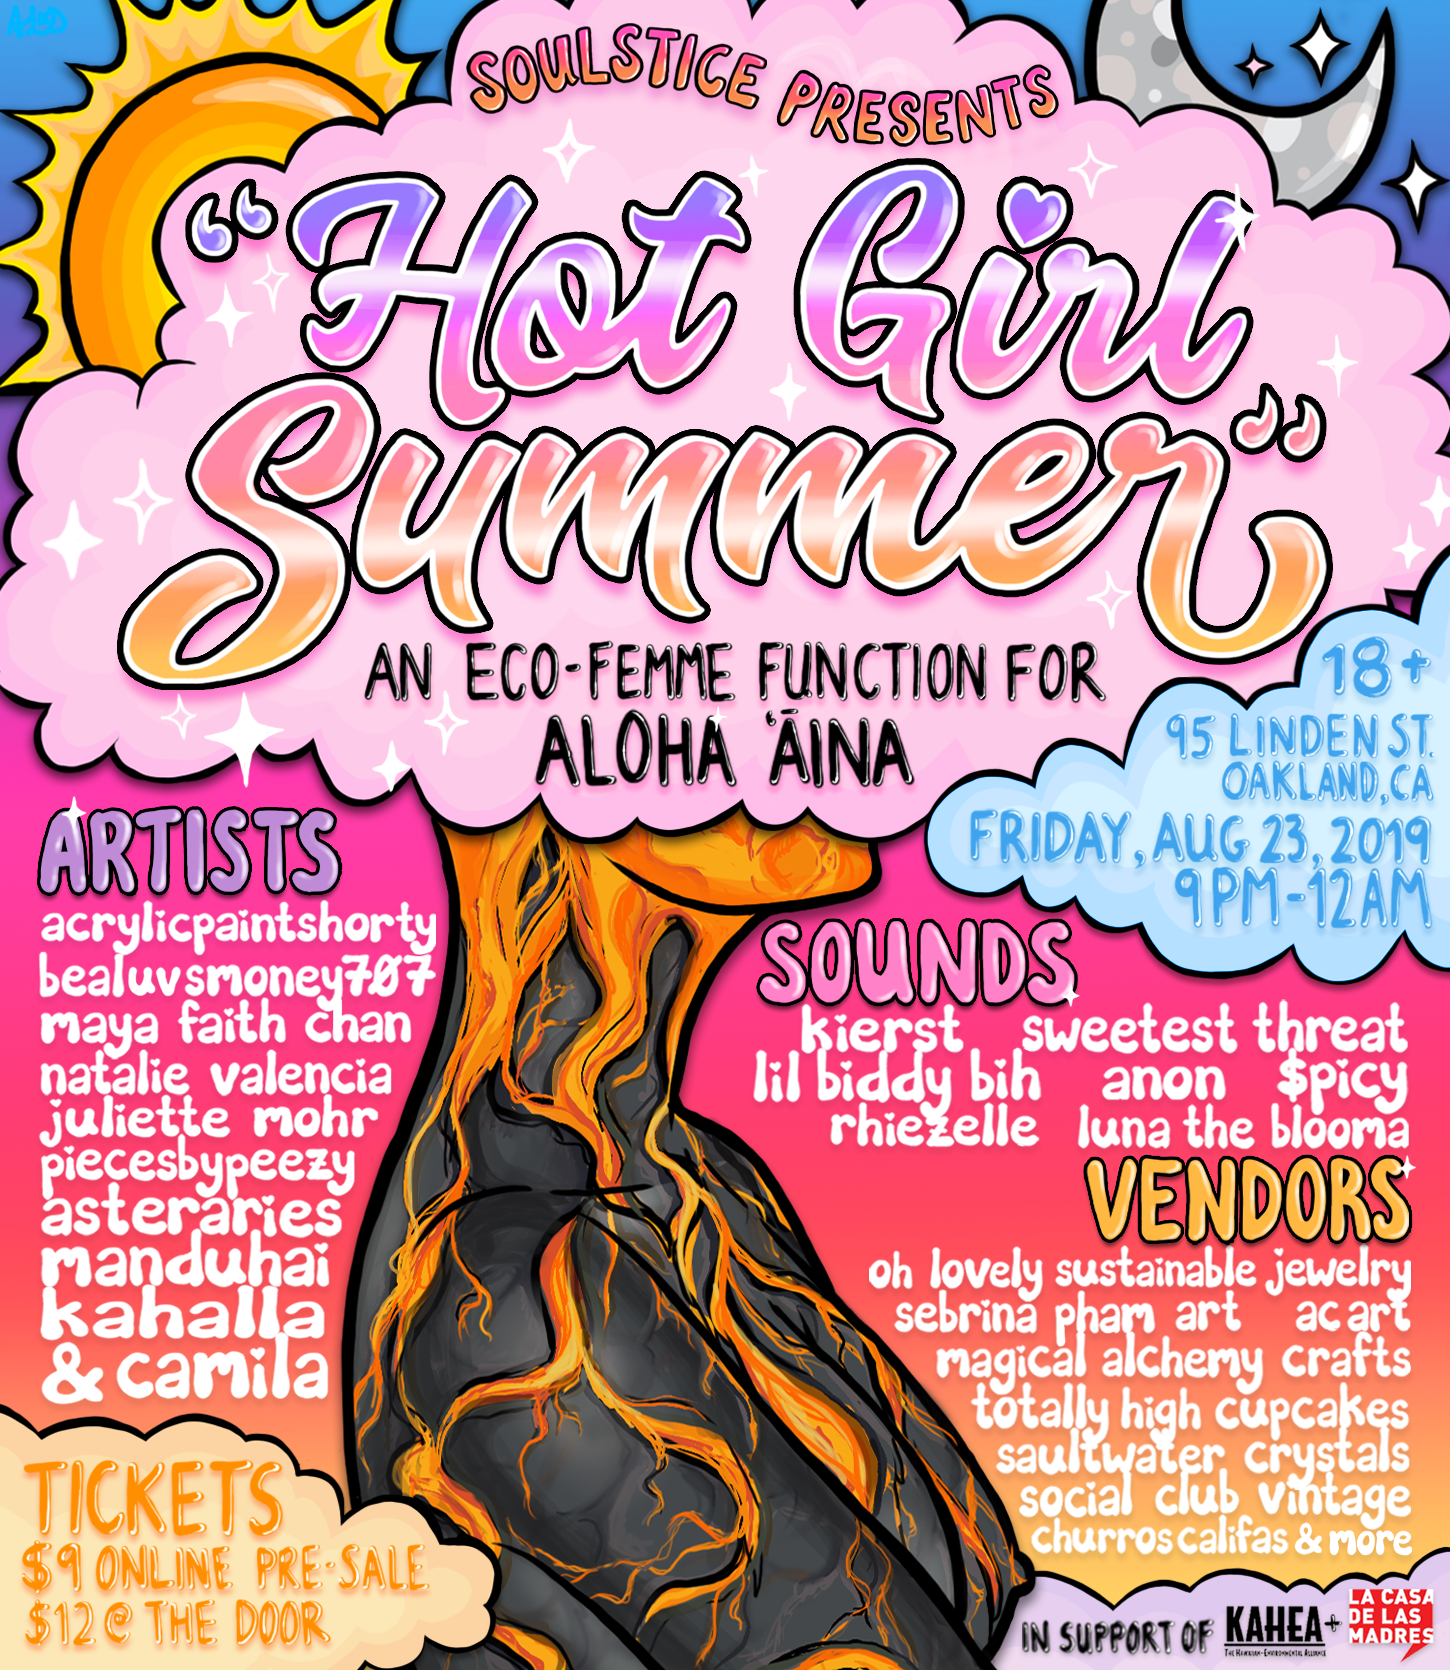 SOULSTICE PRESENTS
"Hot Girl
Summer"
AN ECO-FEMME FUNCTION FOR
ALOHA ʻĀINA
18+
95 LINDEN ST.
OAKLAND, CA
FRIDAY, AUG 23, 2019
9PM-12AM
ARTISTS
acrylicpaintshorty
bealuvsmoney707
maya faith chan
natalie valencia
juliette mohr
piecesbypeezy
asteraries
manduhai
kahalla
& camila
SOUNDS
kierst sweetest threat
lil biddy bih anon $picy
rhiezelle luna the blooma
VENDORS
oh lovely sustainable jewelry
sebrina pham art ac art
magical alchemy crafts
totally high cupcakes
saultwater crystals
social club vintage
churros califas & more
TICKETS
$9 ONLINE PRE-SALE
$12 @ THE DOOR
IN SUPPORT OF KAHEA +
THE HAWAIIAN-ENVIRONMENTAL ALLIANCE
LA CASA
DE LAS
MADRES